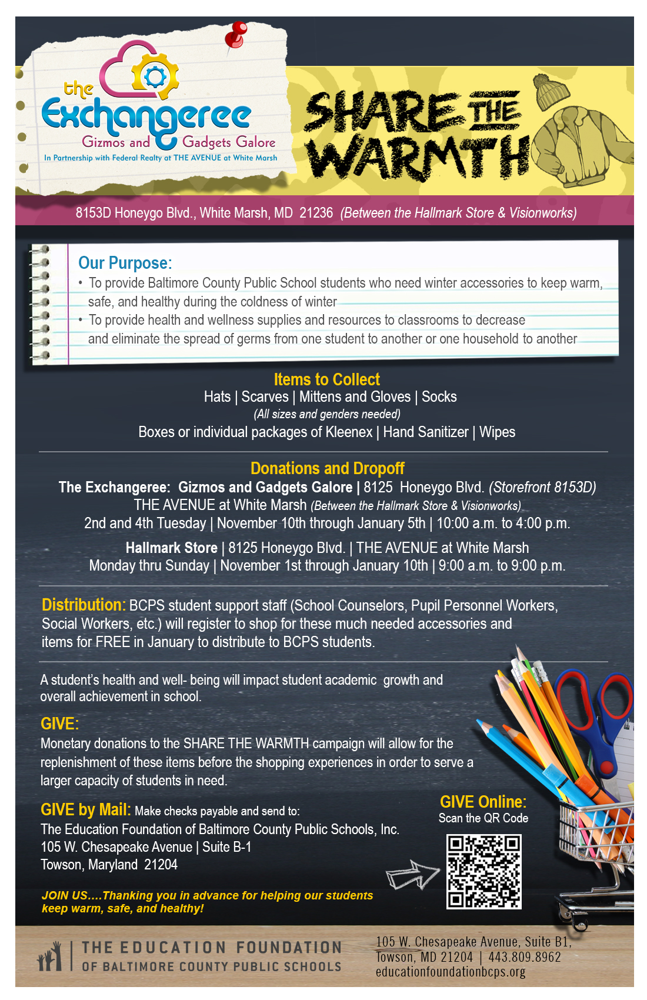 the
Exchangeree
Gizmos and Gadgets Galore
In Partnership with Federal Realty at THE AVENUE at White Marsh
SHARE THE
WARMTH
8153D Honeygo Blvd., White Marsh, MD  21236  (Between the Hallmark Store & Visionworks)
Our Purpose:
• To provide Baltimore County Public School students who need winter accessories to keep warm,
safe, and healthy during the coldness of winter
• To provide health and wellness supplies and resources to classrooms to decrease
and eliminate the spread of germs from one student to another or one household to another
Items to Collect
Hats | Scarves | Mittens and Gloves | Socks
(All sizes and genders needed)
Boxes or individual packages of Kleenex | Hand Sanitizer | Wipes
Donations and Dropoff
The Exchangeree:  Gizmos and Gadgets Galore | 8125  Honeygo Blvd. (Storefront 8153D)
THE AVENUE at White Marsh (Between the Hallmark Store & Visionworks)
2nd and 4th Tuesday | November 10th through January 5th | 10:00 a.m. to 4:00 p.m.
Hallmark Store | 8125 Honeygo Blvd. | THE AVENUE at White Marsh
Monday thru Sunday | November 1st through January 10th | 9:00 a.m. to 9:00 p.m.
Distribution: BCPS student support staff (School Counselors, Pupil Personnel Workers,
Social Workers, etc.) will register to shop for these much needed accessories and
items for FREE in January to distribute to BCPS students.
A student's health and well- being will impact student academic  growth and
overall achievement in school.
GIVE:
Monetary donations to the SHARE THE WARMTH campaign will allow for the
replenishment of these items before the shopping experiences in order to serve a
larger capacity of students in need.
GIVE by Mail: Make checks payable and send to:
The Education Foundation of Baltimore County Public Schools, Inc.
105 W. Chesapeake Avenue | Suite B-1
Towson, Maryland  21204
GIVE Online:
Scan the QR Code
JOIN US....Thanking you in advance for helping our students
keep warm, safe, and healthy!
THE EDUCATION FOUNDATION
OF BALTIMORE COUNTY PUBLIC SCHOOLS
105 W. Chesapeake Avenue, Suite B1,
Towson, MD 21204 | 443.809.8962
educationfoundationbcps.org